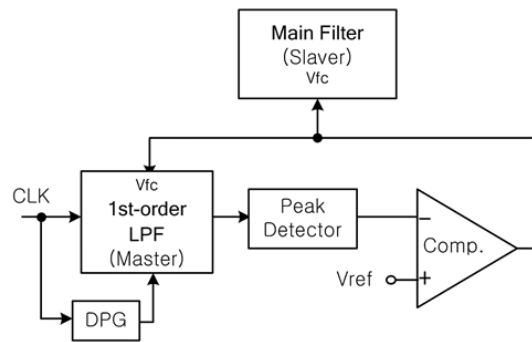 Main Filter
(Slaver)
Vfc
CLK
Vfc
1st-order
LPF
(Master)
Peak
Detector
−
Comp.
Vref
+
DPG